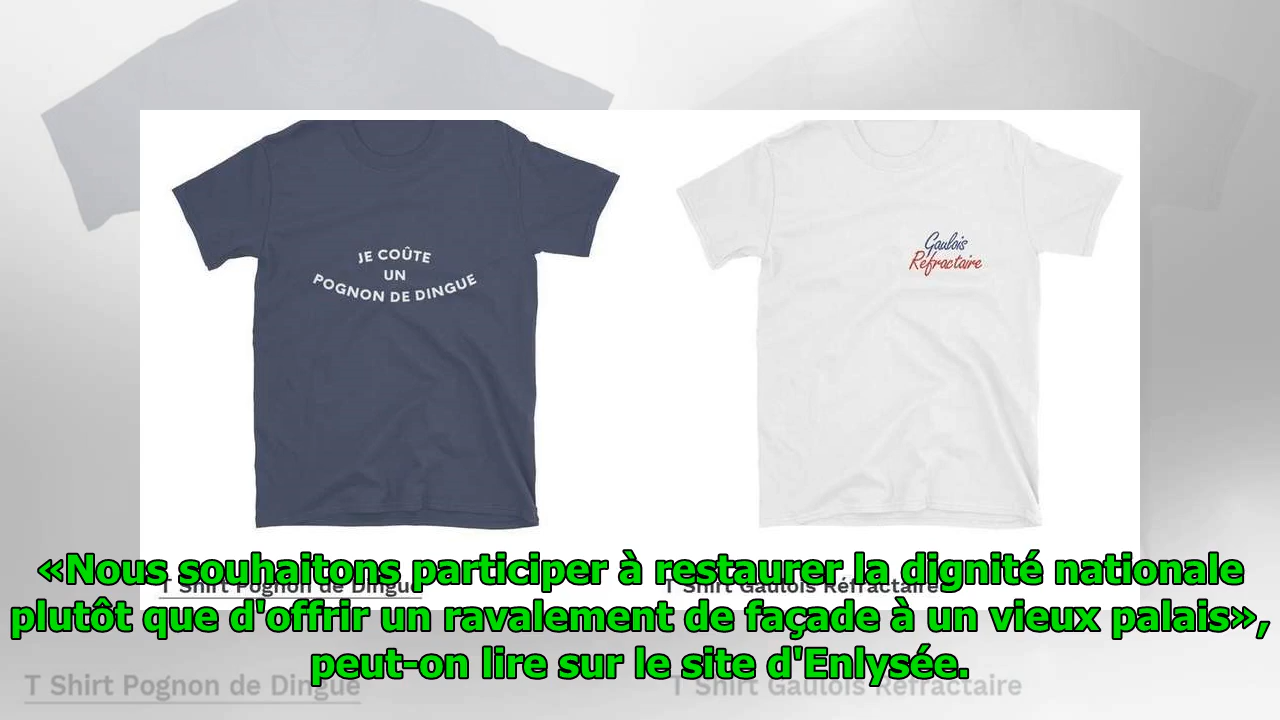 JE COÛTE
UN
POGNON DE DINGUE
Gaulois
Réfractaire
T Shirt Pognon de Dingue
T Shirt Gaulois Réfractaire
«Nous souhaitons participer à restaurer la dignité nationale
plutôt que d'offrir un ravalement de façade à un vieux palais»,
peut-on lire sur le site d'Enlysée.
T Shirt Pognon de Dingue
T Shirt Gaulois Réfractaire